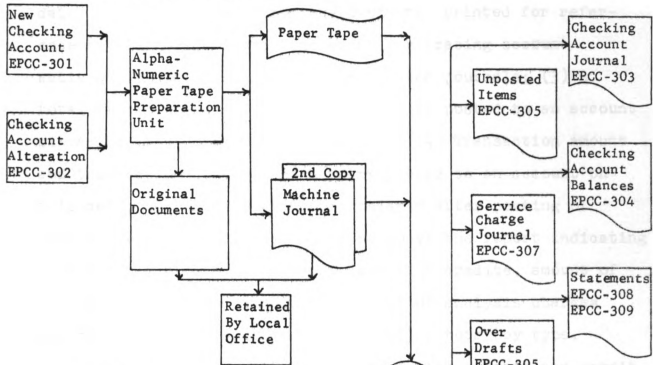 New
Checking
Account
EPCC-301
Checking
Account
Alteration
EPCC-302
Alpha-
Numeric
Paper Tape
Preparation
Unit
Original
Documents
Paper Tape
2nd Copy
Machine
Journal
Retained
By Local
Office
Unposted
Items
EPCC-305
Service
Charge
Journal
EPCC-307
Over
Drafts
EPCC-305
Checking
Account
Journal
EPCC-303
Checking
Account
Balances
EPCC-304
Statements
EPCC-308
EPCC-309